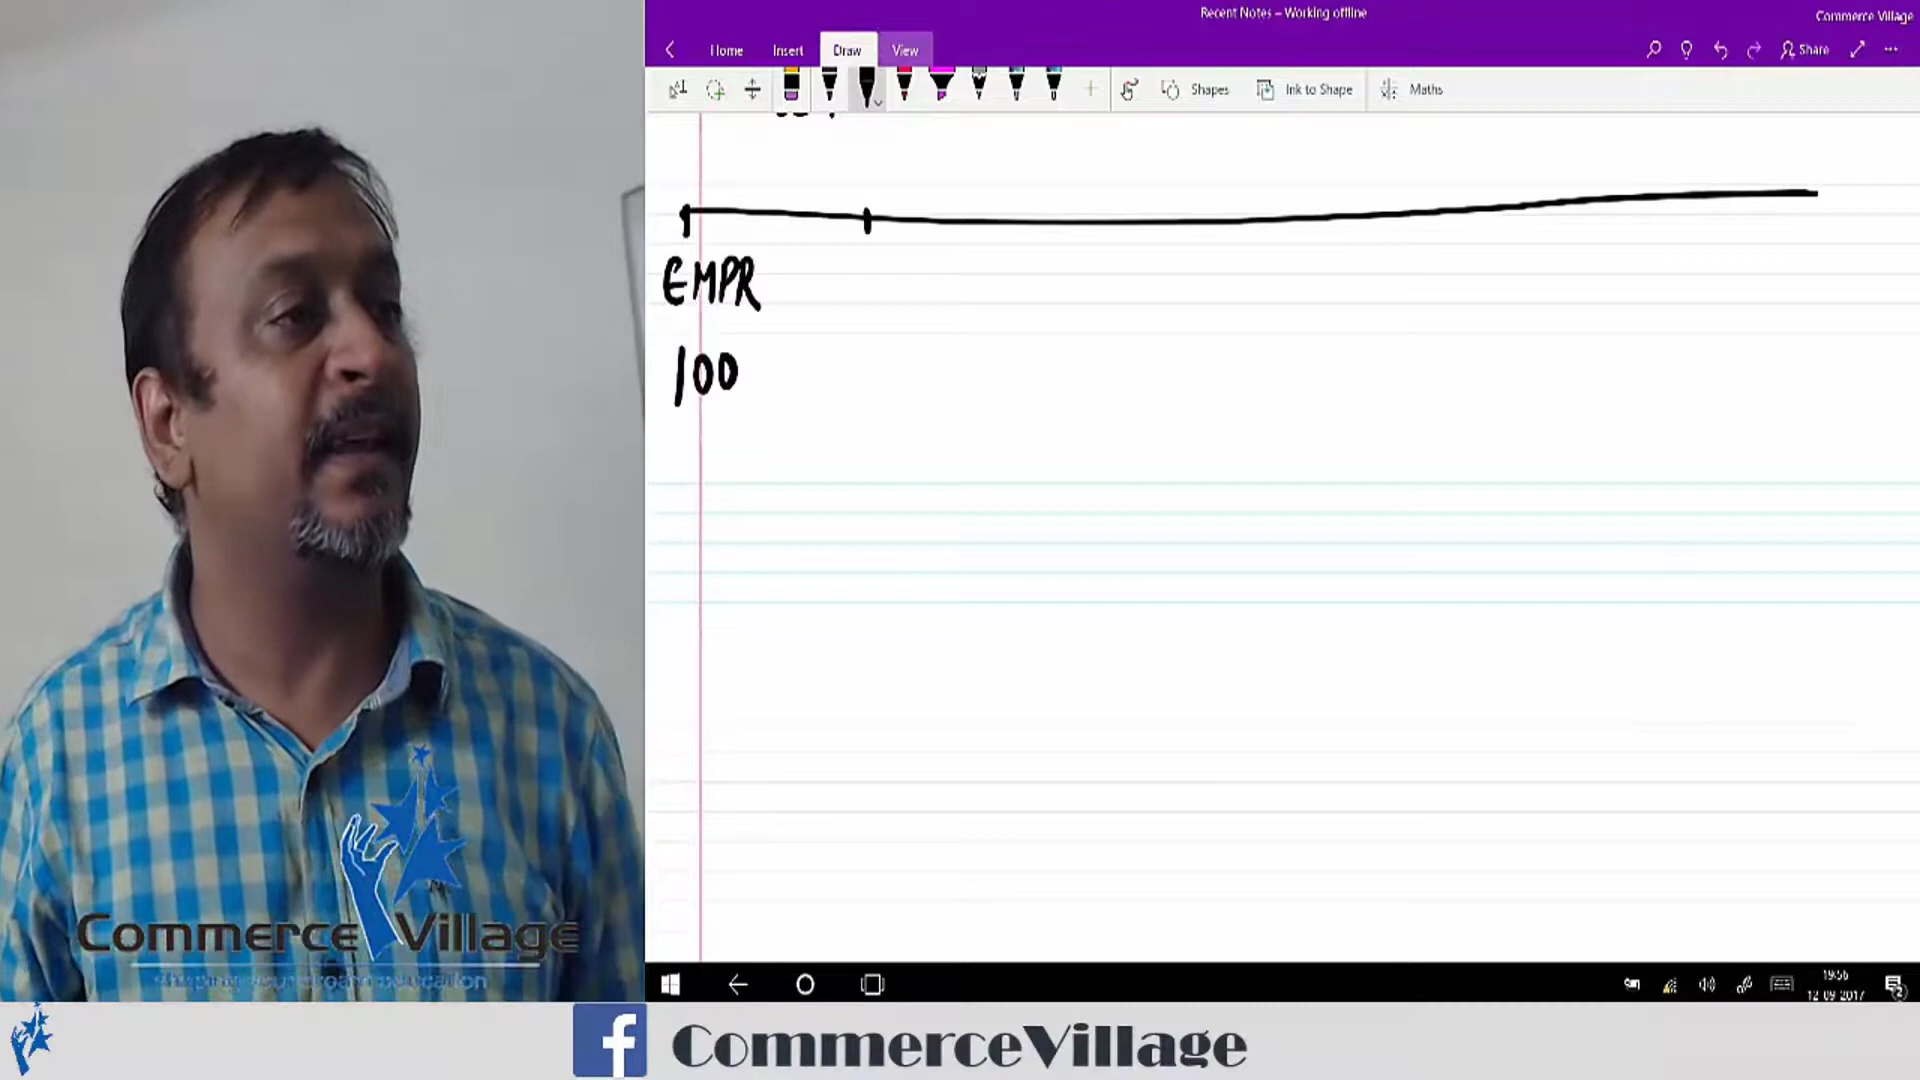 Recent Notes – Working offline
Commerce Village
Home Insert Draw View
Share
Shapes Ink to Shape Maths
EMPR
100
Commerce Village
19:56
12-09-2017
2
f CommerceVillage